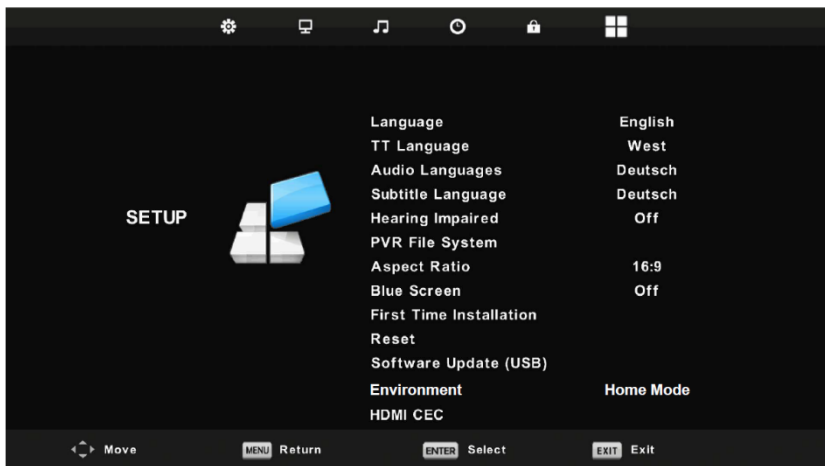 SETUP
Language English
TT Language West
Audio Languages Deutsch
Subtitle Language Deutsch
Hearing Impaired Off
PVR File System
Aspect Ratio 16:9
Blue Screen Off
First Time Installation
Reset
Software Update (USB)
Environment Home Mode
HDMI CEC
Move MENU Return ENTER Select EXIT Exit